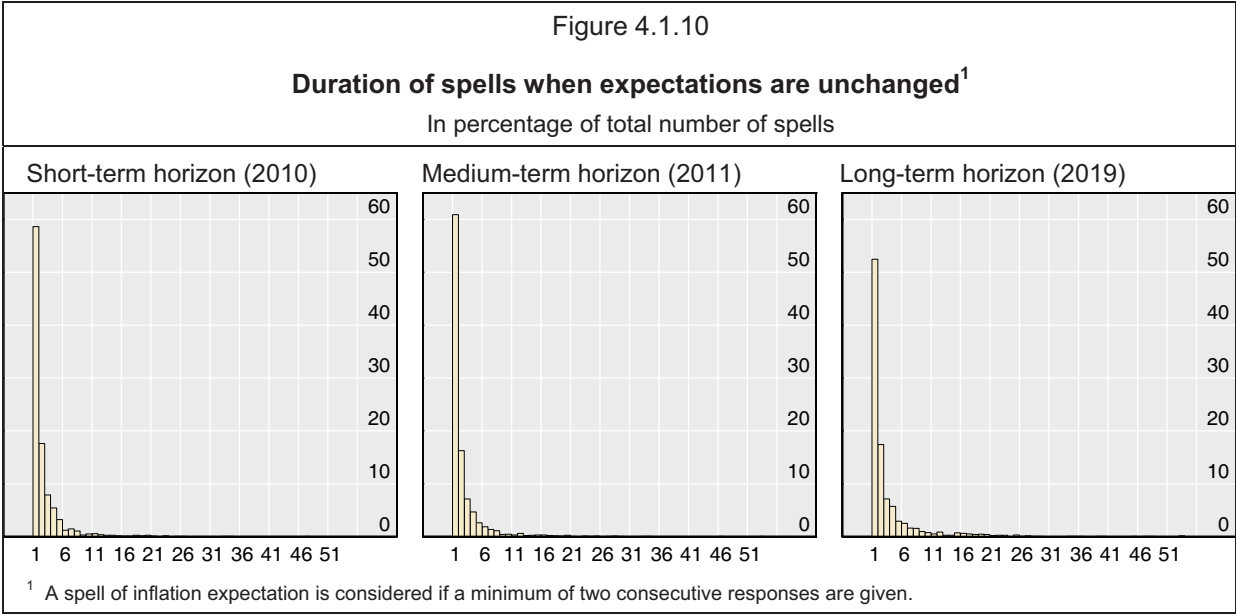 Figure 4.1.10
Duration of spells when expectations are unchanged1
In percentage of total number of spells
Short-term horizon (2010)
60
50
40
30
20
10
0
1 6 11 16 21 26 31 36 41 46 51
Medium-term horizon (2011)
60
50
40
30
20
10
0
1 6 11 16 21 26 31 36 41 46 51
Long-term horizon (2019)
60
50
40
30
20
10
0
1 6 11 16 21 26 31 36 41 46 51
1 A spell of inflation expectation is considered if a minimum of two consecutive responses are given.